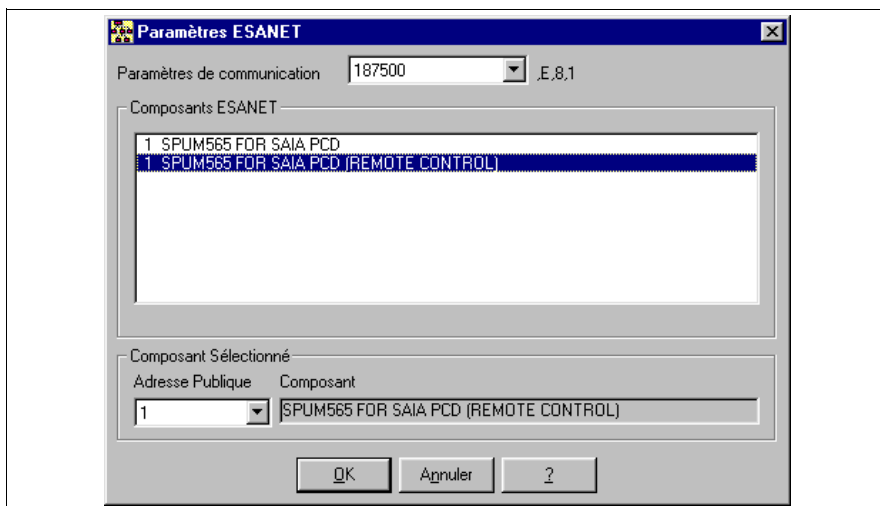 Paramètres ESANET
Paramètres de communication 187500 ,E,8,1
Composants ESANET
1 SPUM565 FOR SAIA PCD
1 SPUM565 FOR SAIA PCD (REMOTE CONTROL)
Composant Sélectionné
Adresse Publique Composant
1 SPUM565 FOR SAIA PCD (REMOTE CONTROL)
OK Annuler ?